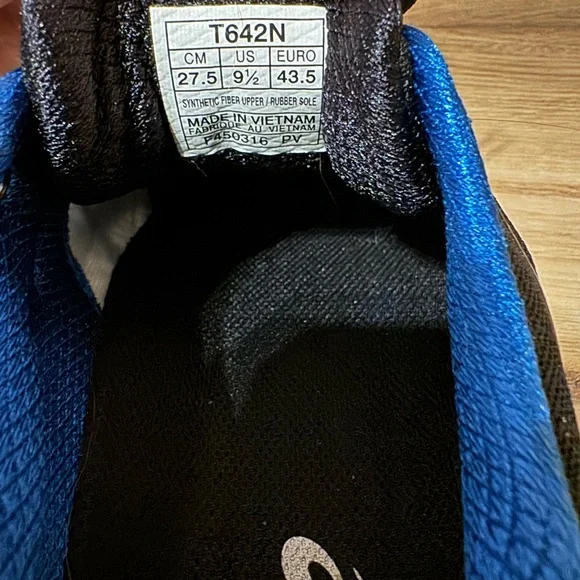 T642N
CM US EURO
27.5 9½ 43.5
SYNTHETIC FIBER UPPER / RUBBER SOLE
MADE IN VIETNAM
FABRIQUE AU VIETNAM
P450316 PV